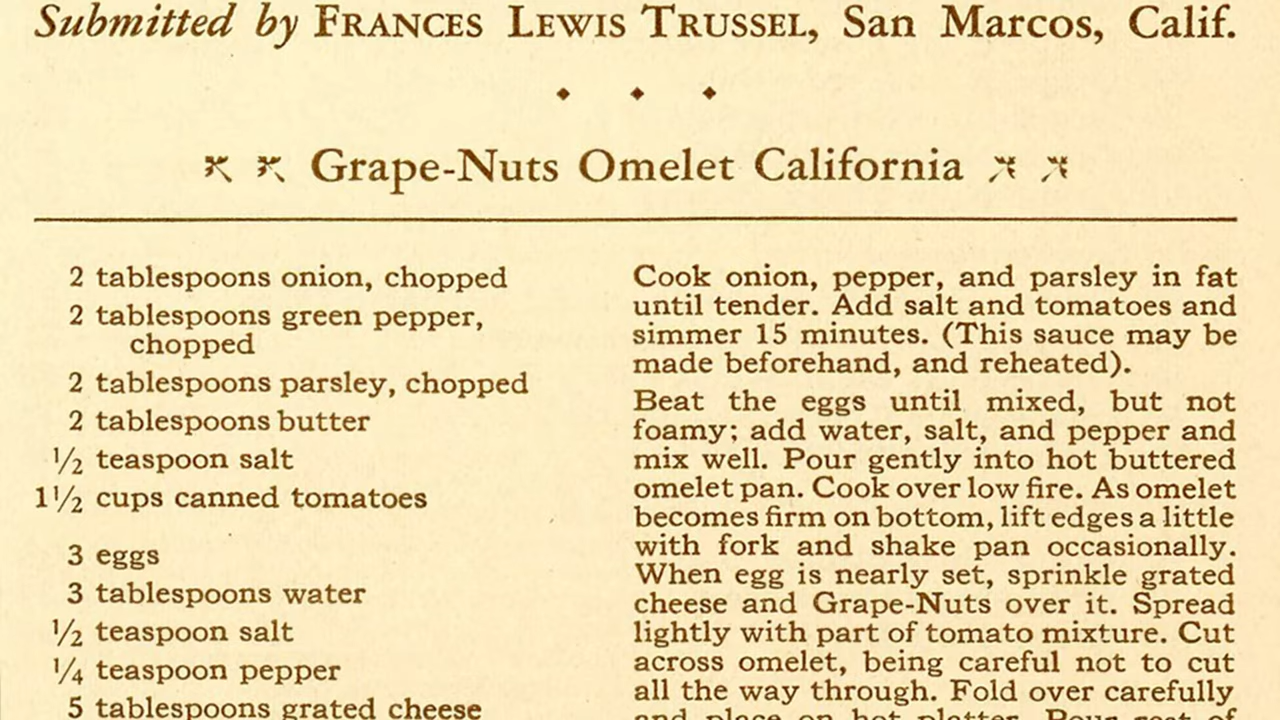 Submitted by FRANCES LEWIS TRUSSEL, San Marcos, Calif.
Grape-Nuts Omelet California
2 tablespoons onion, chopped
2 tablespoons green pepper,
chopped
2 tablespoons parsley, chopped
2 tablespoons butter
½ teaspoon salt
1½ cups canned tomatoes
3 eggs
3 tablespoons water
½ teaspoon salt
¼ teaspoon pepper
5 tablespoons grated cheese
Cook onion, pepper, and parsley in fat
until tender. Add salt and tomatoes and
simmer 15 minutes. (This sauce may be
made beforehand, and reheated).
Beat the eggs until mixed, but not
foamy; add water, salt, and pepper and
mix well. Pour gently into hot buttered
omelet pan. Cook over low fire. As omelet
becomes firm on bottom, lift edges a little
with fork and shake pan occasionally.
When egg is nearly set, sprinkle grated
cheese and Grape-Nuts over it. Spread
lightly with part of tomato mixture. Cut
across omelet, being careful not to cut
all the way through. Fold over carefully
and place on hot platter. Pour rest of